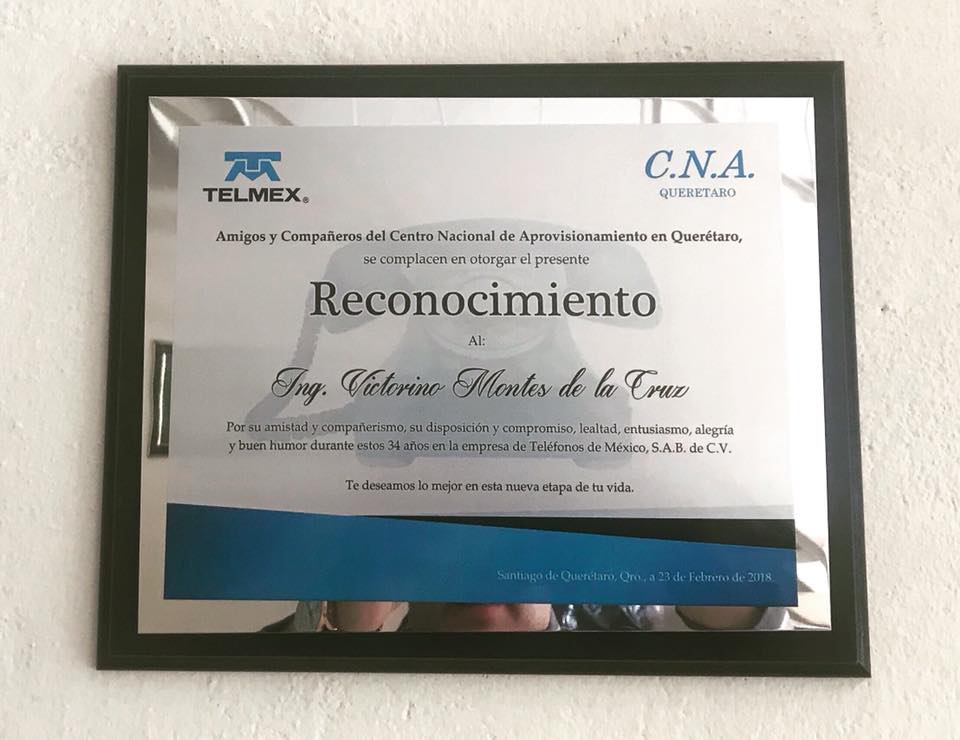 TELMEX®
C.N.A.
QUERETARO
Amigos y Compañeros del Centro Nacional de Aprovisionamiento en Querétaro,
se complacen en otorgar el presente
Reconocimiento
Al:
Ing. Victorino Montes de la Cruz
Por su amistad y compañerismo, su disposición y compromiso, lealtad, entusiasmo, alegría
y buen humor durante estos 34 años en la empresa de Teléfonos de México, S.A.B. de C.V.
Te deseamos lo mejor en esta nueva etapa de tu vida.
Santiago de Querétaro, Qro., a 23 de Febrero de 2018.